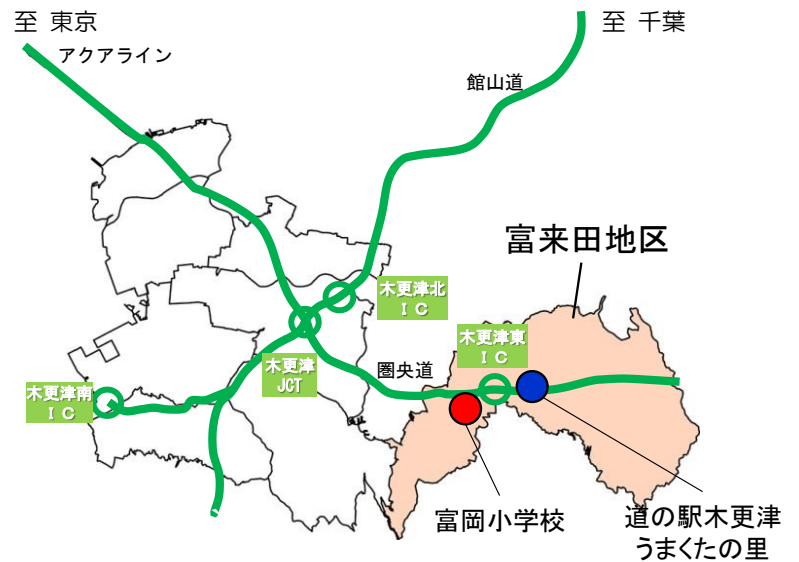 至 東京
至 千葉
アクアライン
館山道
富来田地区
木更津北
ＩＣ
木更津東
ＩＣ
圏央道
木更津
JCT
木更津南
ＩＣ
富岡小学校
道の駅木更津
うまくたの里